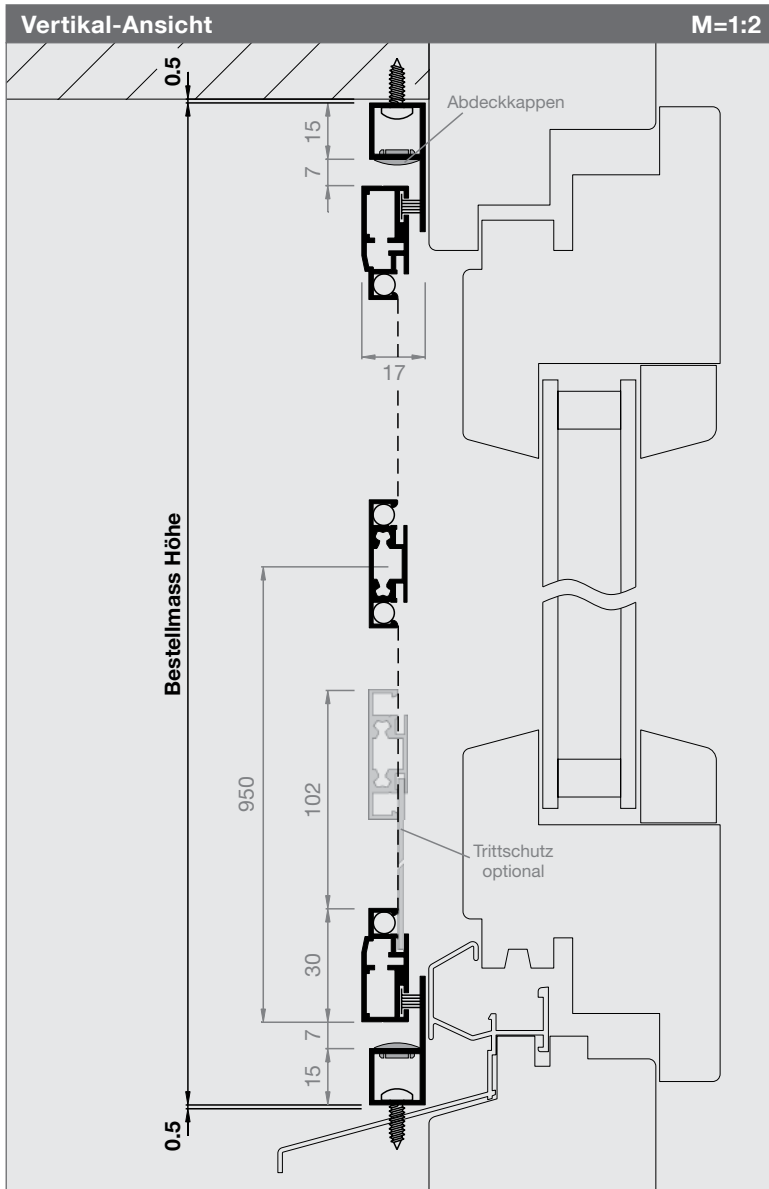 Vertikal-Ansicht M=1:2
0.5
Abdeckkappen
15
7
17
Bestellmass Höhe
950
102
Trittschutz
optional
30
7
15
0.5